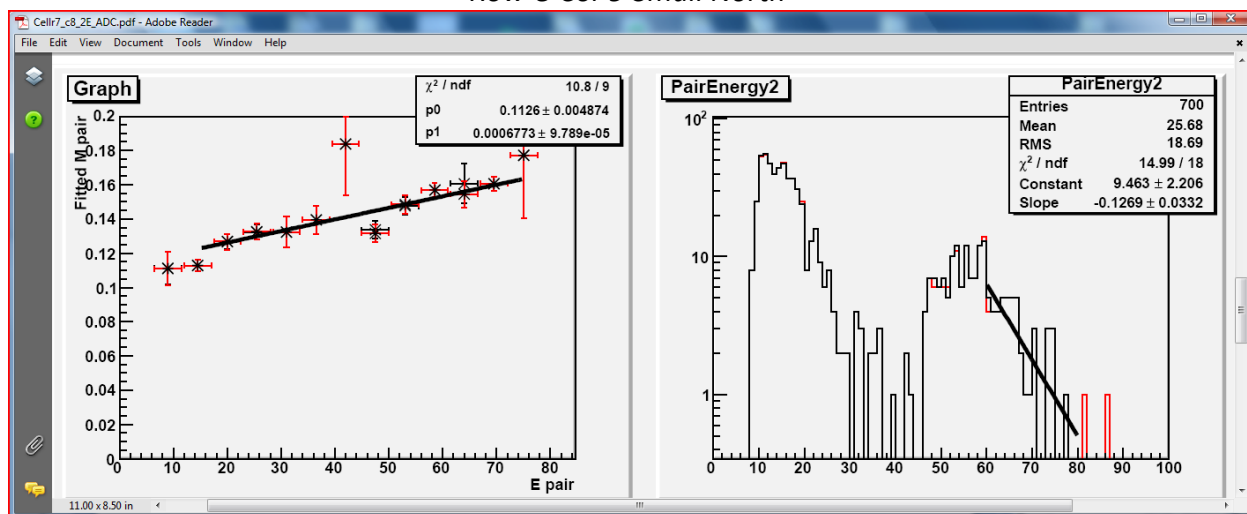 Cellr7_c8_2E_ADC.pdf - Adobe Reader
File Edit View Document Tools Window Help
Graph
χ² / ndf 10.8 / 9
p0 0.1126 ± 0.004874
p1 0.0006773 ± 9.789e-05
Fitted M pair
0.2
0.18
0.16
0.14
0.12
0.1
0.08
0.06
0.04
0.02
0
0 10 20 30 40 50 60 70 80
E pair
PairEnergy2
PairEnergy2
Entries 700
Mean 25.68
RMS 18.69
χ² / ndf 14.99 / 18
Constant 9.463 ± 2.206
Slope -0.1269 ± 0.0332
10²
10
1
0 10 20 30 40 50 60 70 80 90 100
11.00 x 8.50 in